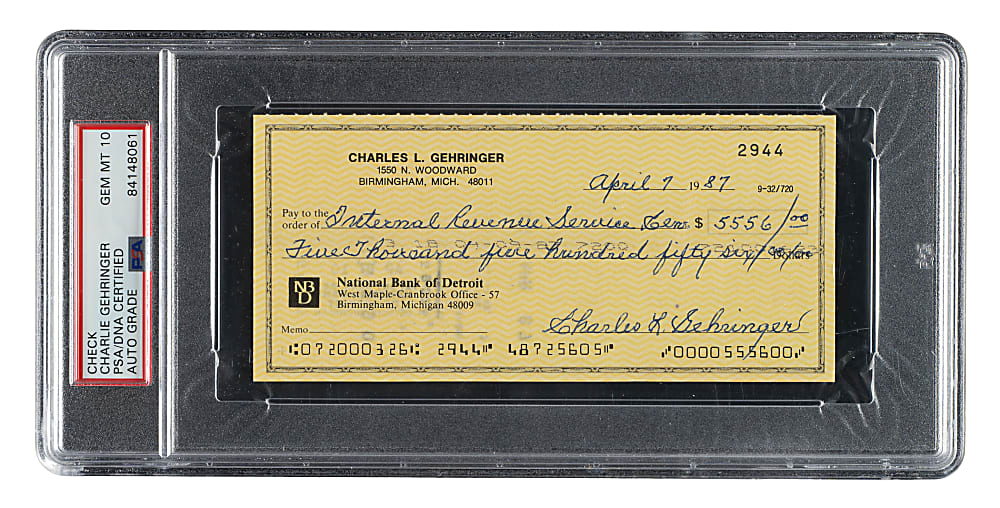 CHECK GEM MT 10
CHARLIE GEHRINGER
PSA/DNA CERTIFIED
AUTO GRADE PSA 84148061
CHARLES L. GEHRINGER
1550 N. WOODWARD
BIRMINGHAM, MICH. 48011
2944
April 7 1987 9-32/720
Pay to the order of Internal Revenue Service Cen. $ 5556/00
Five Thousand five hundred fifty six/
NBD
National Bank of Detroit
West Maple-Cranbrook Office - 57
Birmingham, Michigan 48009
Charles L. Gehringer
Memo
⑆072000326⑆ 2944⑈ 48725605⑈ ⑇0000555600⑇